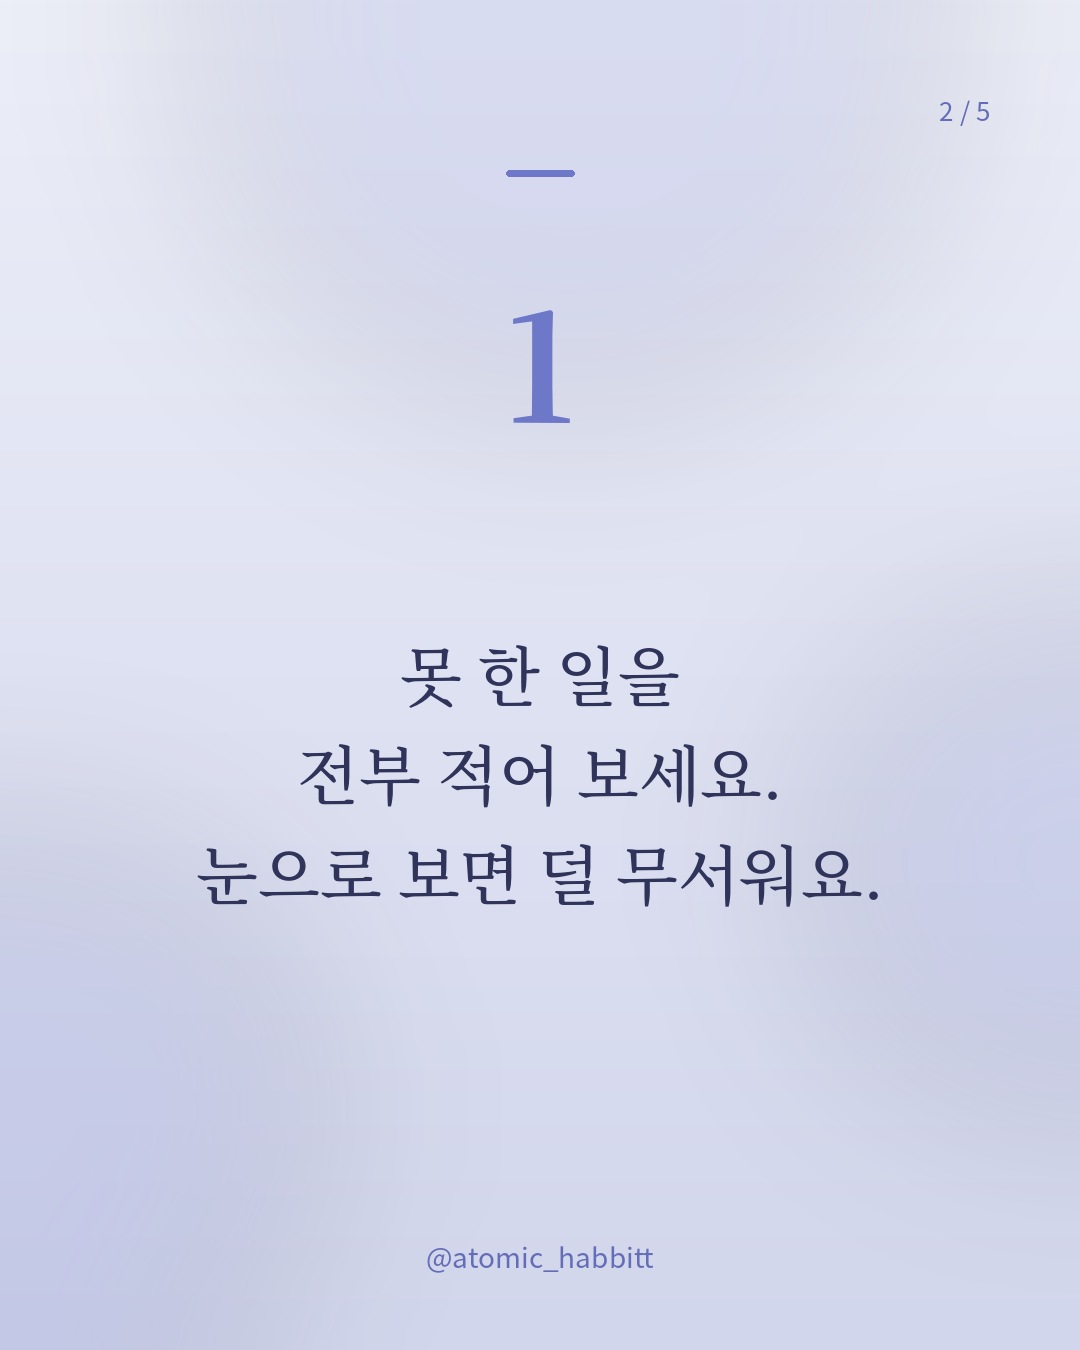 2 / 5
1
못 한 일을
전부 적어 보세요.
눈으로 보면 덜 무서워요.
@atomic_habbitt